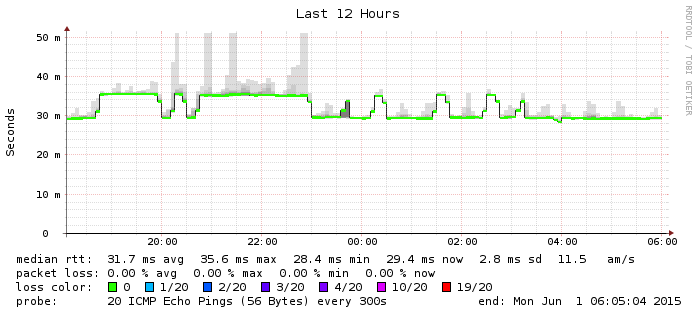 Last 12 Hours
RRDTOOL / TOBI OETIKER
Seconds
50 m
40 m
30 m
20 m
10 m
0
20:00 22:00 00:00 02:00 04:00 06:00
median rtt: 31.7 ms avg 35.6 ms max 28.4 ms min 29.4 ms now 2.8 ms sd 11.5 am/s
packet loss: 0.00 % avg 0.00 % max 0.00 % min 0.00 % now
loss color: 0 1/20 2/20 3/20 4/20 10/20 19/20
probe: 20 ICMP Echo Pings (56 Bytes) every 300s end: Mon Jun 1 06:05:04 2015